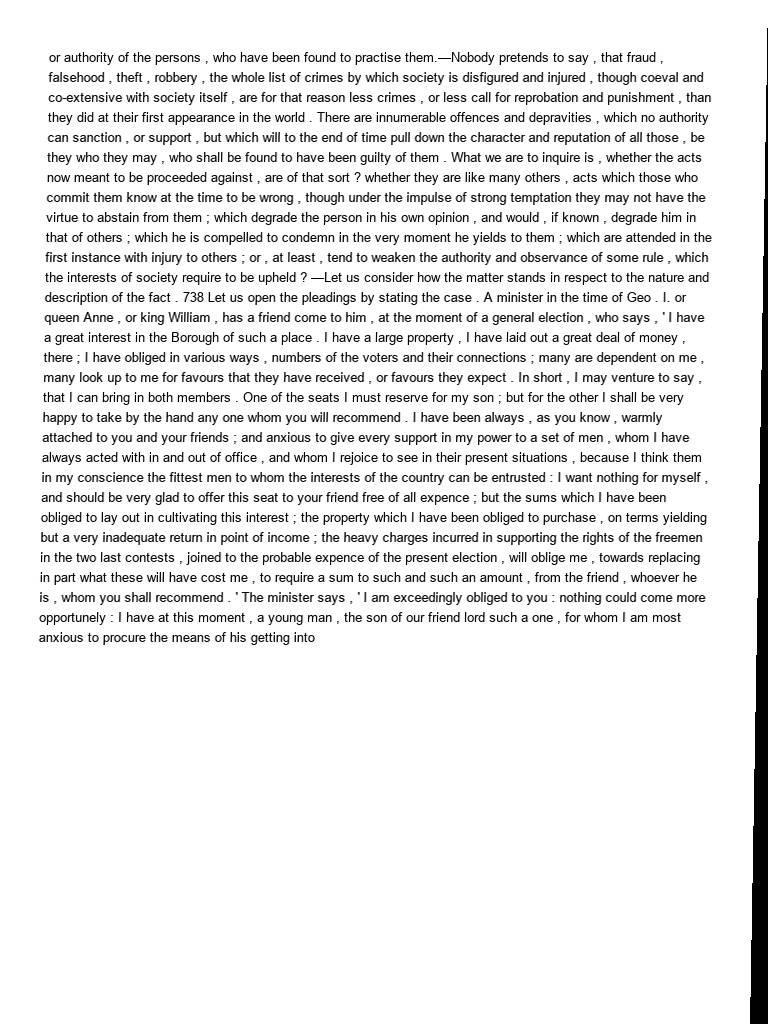 or authority of the persons , who have been found to practise them.—Nobody pretends to say , that fraud ,
falsehood , theft , robbery , the whole list of crimes by which society is disfigured and injured , though coeval and
co-extensive with society itself , are for that reason less crimes , or less call for reprobation and punishment , than
they did at their first appearance in the world . There are innumerable offences and depravities , which no authority
can sanction , or support , but which will to the end of time pull down the character and reputation of all those , be
they who they may , who shall be found to have been guilty of them . What we are to inquire is , whether the acts
now meant to be proceeded against , are of that sort ? whether they are like many others , acts which those who
commit them know at the time to be wrong , though under the impulse of strong temptation they may not have the
virtue to abstain from them ; which degrade the person in his own opinion , and would , if known , degrade him in
that of others ; which he is compelled to condemn in the very moment he yields to them ; which are attended in the
first instance with injury to others ; or , at least , tend to weaken the authority and observance of some rule , which
the interests of society require to be upheld ? —Let us consider how the matter stands in respect to the nature and
description of the fact . 738 Let us open the pleadings by stating the case . A minister in the time of Geo . I. or
queen Anne , or king William , has a friend come to him , at the moment of a general election , who says , ' I have
a great interest in the Borough of such a place . I have a large property , I have laid out a great deal of money ,
there ; I have obliged in various ways , numbers of the voters and their connections ; many are dependent on me ,
many look up to me for favours that they have received , or favours they expect . In short , I may venture to say ,
that I can bring in both members . One of the seats I must reserve for my son ; but for the other I shall be very
happy to take by the hand any one whom you will recommend . I have been always , as you know , warmly
attached to you and your friends ; and anxious to give every support in my power to a set of men , whom I have
always acted with in and out of office , and whom I rejoice to see in their present situations , because I think them
in my conscience the fittest men to whom the interests of the country can be entrusted : I want nothing for myself ,
and should be very glad to offer this seat to your friend free of all expence ; but the sums which I have been
obliged to lay out in cultivating this interest ; the property which I have been obliged to purchase , on terms yielding
but a very inadequate return in point of income ; the heavy charges incurred in supporting the rights of the freemen
in the two last contests , joined to the probable expence of the present election , will oblige me , towards replacing
in part what these will have cost me , to require a sum to such and such an amount , from the friend , whoever he
is , whom you shall recommend . ' The minister says , ' I am exceedingly obliged to you : nothing could come more
opportunely : I have at this moment , a young man , the son of our friend lord such a one , for whom I am most
anxious to procure the means of his getting into